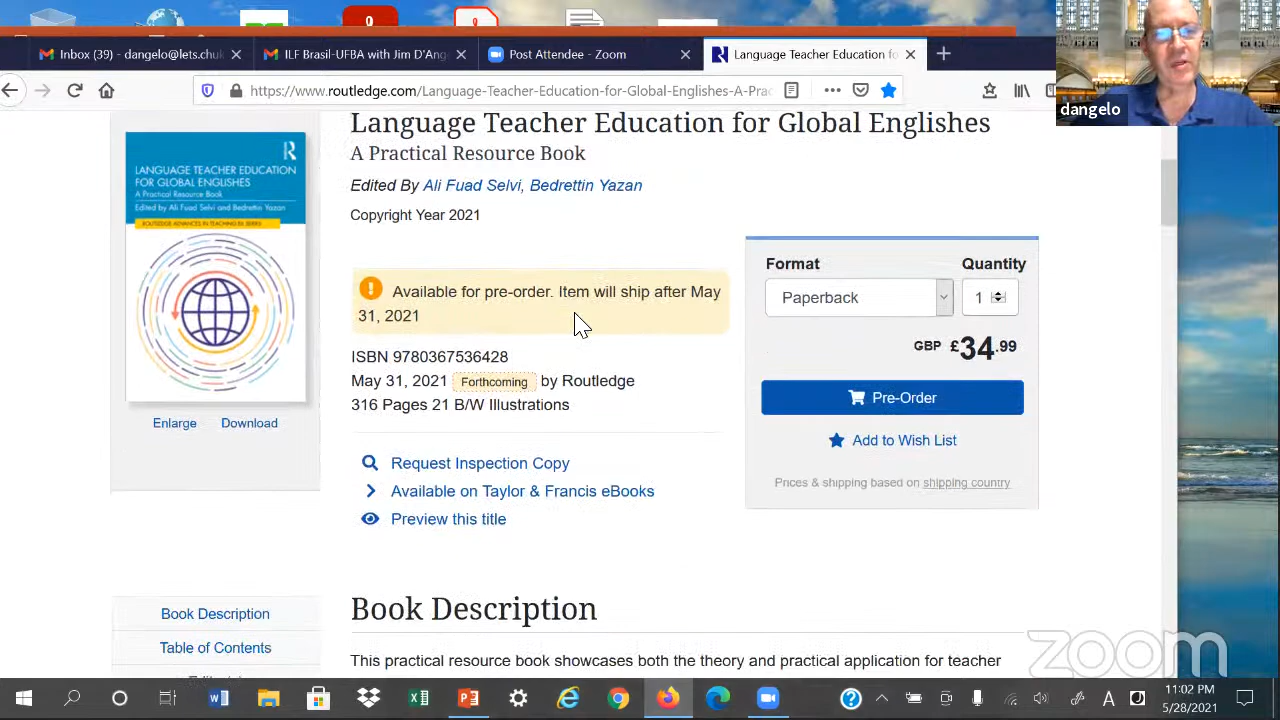 Inbox (39) - dangelo@lets.chu
ILF Brasil-UFBA with Jim D'Ang
Post Attendee - Zoom
Language Teacher Education fo
https://www.routledge.com/Language-Teacher-Education-for-Global-Englishes-A-Prac
dangelo
Language Teacher Education for Global Englishes
A Practical Resource Book
Edited By Ali Fuad Selvi, Bedrettin Yazan
Copyright Year 2021
R
LANGUAGE TEACHER EDUCATION
FOR GLOBAL ENGLISHES
A Practical Resource Book
Edited by Ali Fuad Selvi and Bedrettin Yazan
ROUTLEDGE ADVANCES IN TEACHING
SERIES
Enlarge
Download
Available for pre-order. Item will ship after May
31, 2021
ISBN 9780367536428
May 31, 2021 Forthcoming by Routledge
316 Pages 21 B/W Illustrations
Request Inspection Copy
Available on Taylor & Francis eBooks
Preview this title
Format
Quantity
Paperback
1
GBP £34.99
Pre-Order
Add to Wish List
Prices & shipping based on shipping country
Book Description
Table of Contents
Book Description
This practical resource book showcases both the theory and practical application for teacher
zoom
11:02 PM
5/28/2021